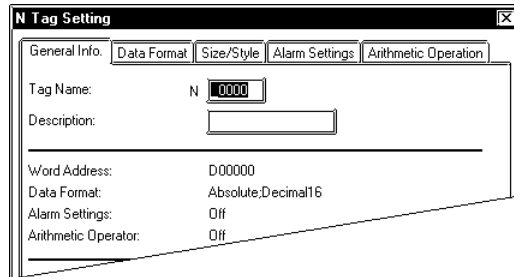 N Tag Setting
General Info. Data Format Size/Style Alarm Settings Arithmetic Operation
Tag Name: N 0000
Description:
Word Address: D00000
Data Format: Absolute;Decimal16
Alarm Settings: Off
Arithmetic Operator: Off